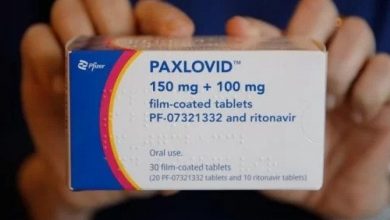 Pfizer
PAXLOVID™
150 mg + 100 mg
film-coated tablets
PF-07321332 and ritonavir
Oral use.
30 film-coated tablets
(20 PF-07321332 tablets and 10 ritonavir tablets)